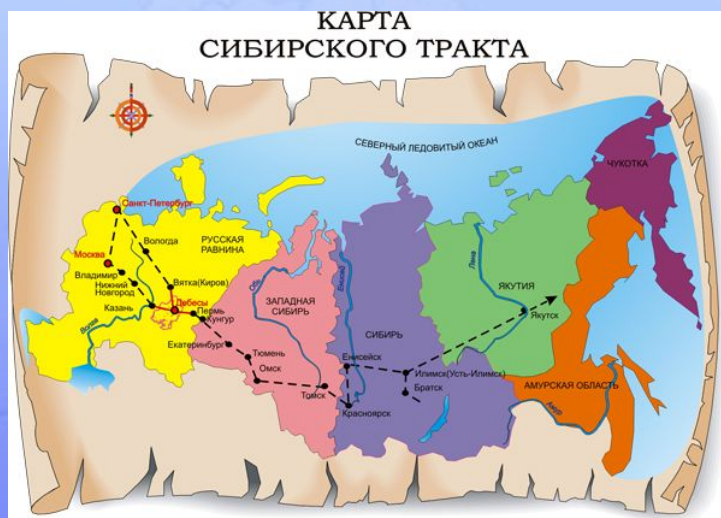 КАРТА
СИБИРСКОГО ТРАКТА
СЕВЕРНЫЙ ЛЕДОВИТЫЙ ОКЕАН
ЧУКОТКА
Санкт-Петербург
Вологда
РУССКАЯ
РАВНИНА
Москва
Владимир
Нижний
Новгород
Вятка(Киров)
Казань
Дебесы
Пермь
Кунгур
Волга
Екатеринбург
Тюмень
Омск
Обь
ЗАПАДНАЯ
СИБИРЬ
Томск
Енисей
СИБИРЬ
Енисейск
Красноярск
Илимск(Усть-Илимск)
Братск
Лена
ЯКУТИЯ
Якутск
АМУРСКАЯ ОБЛАСТЬ
Амур